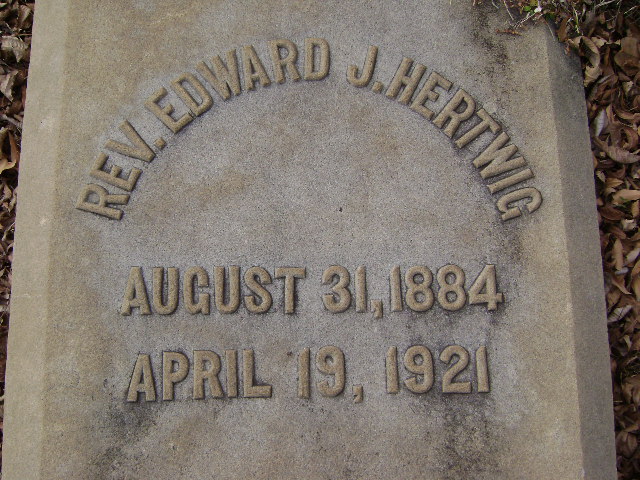 REV. EDWARD J. HERTWIG
AUGUST 31, 1884
APRIL 19, 1921